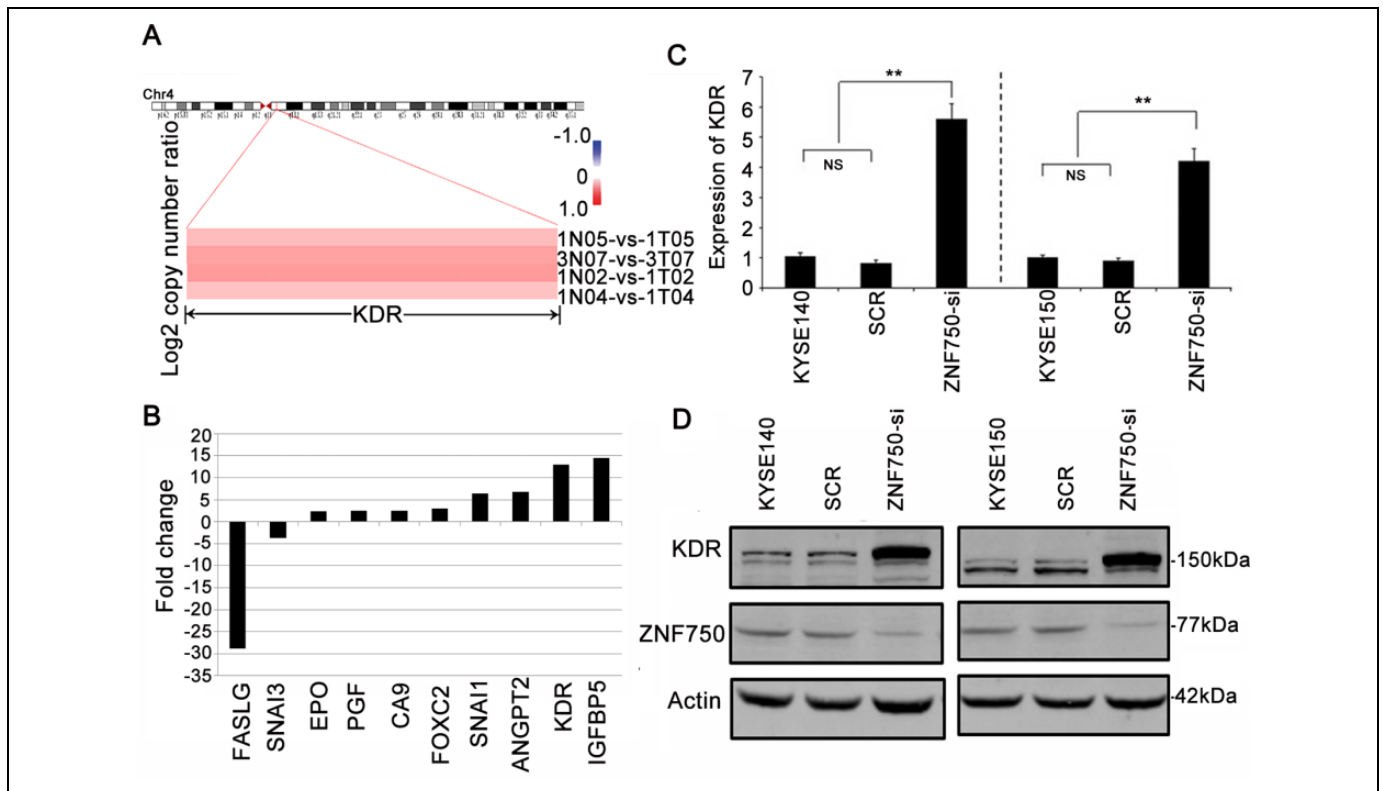 A
Chr4
Log2 copy number ratio
-1.0
0
1.0
1N05-vs-1T05
3N07-vs-3T07
1N02-vs-1T02
1N04-vs-1T04
KDR
B
Fold change
20
15
10
5
0
-5
-10
-15
-20
-25
-30
-35
FASLG
SNAI3
EPO
PGF
CA9
FOXC2
SNAI1
ANGPT2
KDR
IGFBP5
C
Expression of KDR
7
6
5
4
3
2
1
0
**
NS
**
NS
KYSE140
SCR
ZNF750-si
KYSE150
SCR
ZNF750-si
D
KYSE140
SCR
ZNF750-si
KYSE150
SCR
ZNF750-si
KDR
-150kDa
ZNF750
-77kDa
Actin
-42kDa